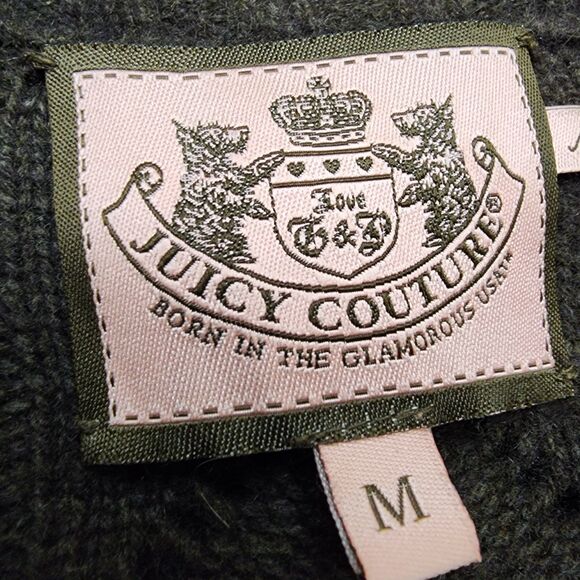 Love
G&P
JUICY COUTURE®
BORN IN THE GLAMOROUS USA!™
M